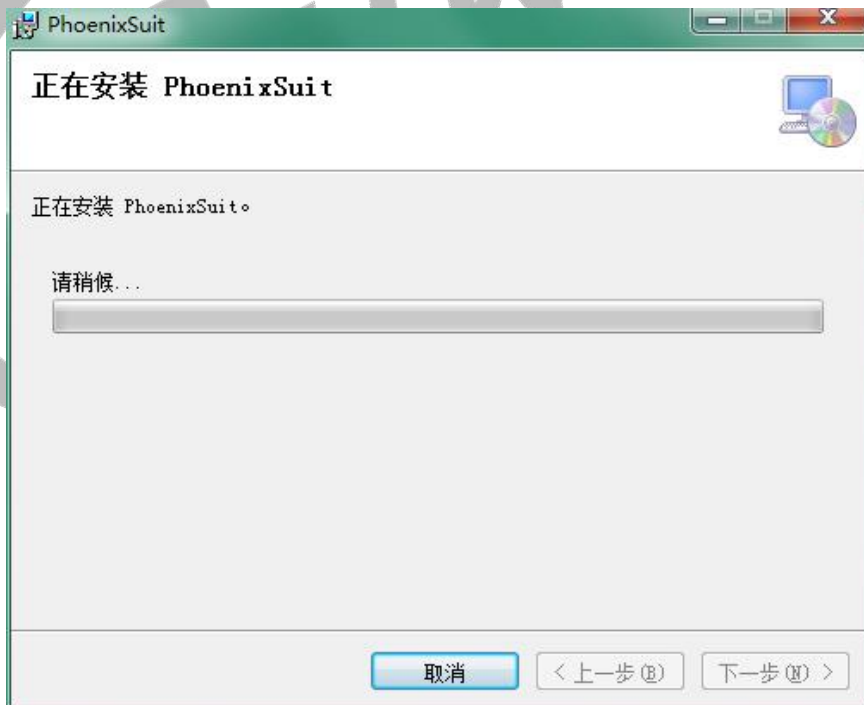 PhoenixSuit
正在安装 PhoenixSuit
正在安装 PhoenixSuit。
请稍候...
取消
<上一步(B)
下一步(N)>